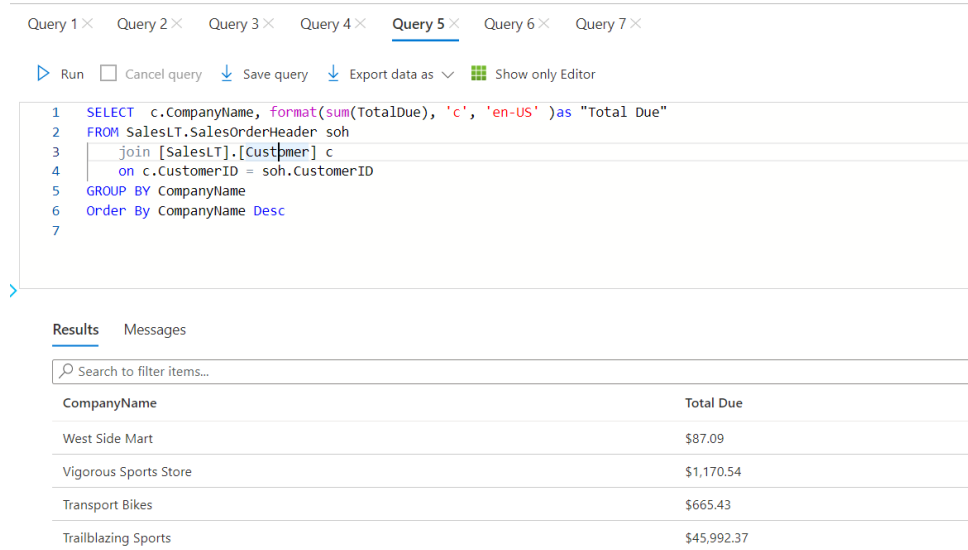 Query 1 Query 2 Query 3 Query 4 Query 5 Query 6 Query 7
Run Cancel query Save query Export data as Show only Editor
1 SELECT c.CompanyName, format(sum(TotalDue), 'c', 'en-US' )as "Total Due"
2 FROM SalesLT.SalesOrderHeader soh
3 join [SalesLT].[Customer] c
4 on c.CustomerID = soh.CustomerID
5 GROUP BY CompanyName
6 Order By CompanyName Desc
7
Results Messages
Search to filter items...
CompanyName Total Due
West Side Mart $87.09
Vigorous Sports Store $1,170.54
Transport Bikes $665.43
Trailblazing Sports $45,992.37